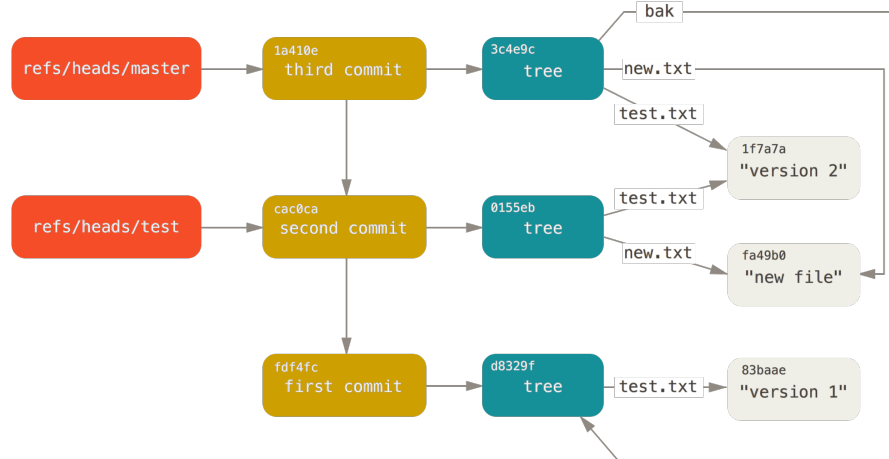 bak
refs/heads/master
1a410e
third commit
3c4e9c
tree
new.txt
test.txt
1f7a7a
"version 2"
refs/heads/test
cac0ca
second commit
0155eb
tree
test.txt
new.txt
fa49b0
"new file"
fdf4fc
first commit
d8329f
tree
test.txt
83baae
"version 1"